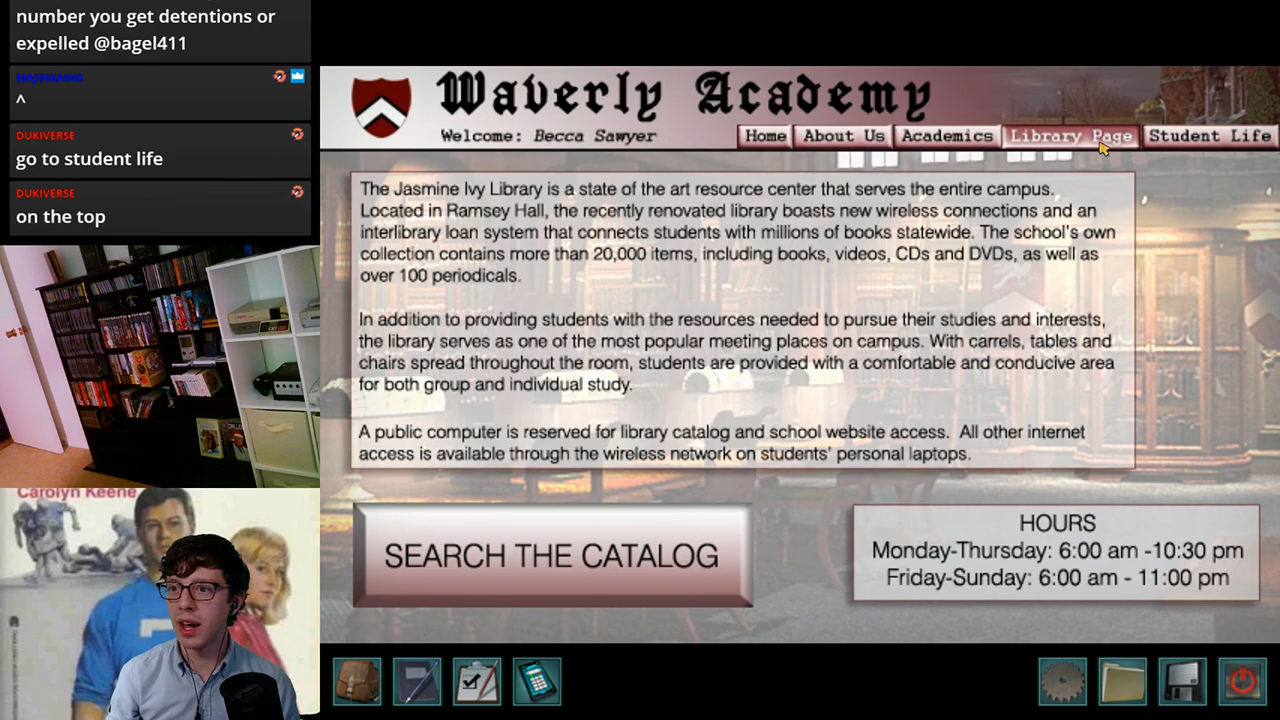 number you get detentions or
expelled @bagel411
^
DUKIVERSE
go to student life
DUKIVERSE
on the top
Carolyn Keene
Waverly Academy
Welcome: Becca Sawyer
Home About Us Academics Library Page Student Life
The Jasmine Ivy Library is a state of the art resource center that serves the entire campus.
Located in Ramsey Hall, the recently renovated library boasts new wireless connections and an
interlibrary loan system that connects students with millions of books statewide. The school's own
collection contains more than 20,000 items, including books, videos, CDs and DVDs, as well as
over 100 periodicals.
In addition to providing students with the resources needed to pursue their studies and interests,
the library serves as one of the most popular meeting places on campus. With carrels, tables and
chairs spread throughout the room, students are provided with a comfortable and conducive area
for both group and individual study.
A public computer is reserved for library catalog and school website access. All other internet
access is available through the wireless network on students' personal laptops.
SEARCH THE CATALOG
HOURS
Monday-Thursday: 6:00 am -10:30 pm
Friday-Sunday: 6:00 am - 11:00 pm